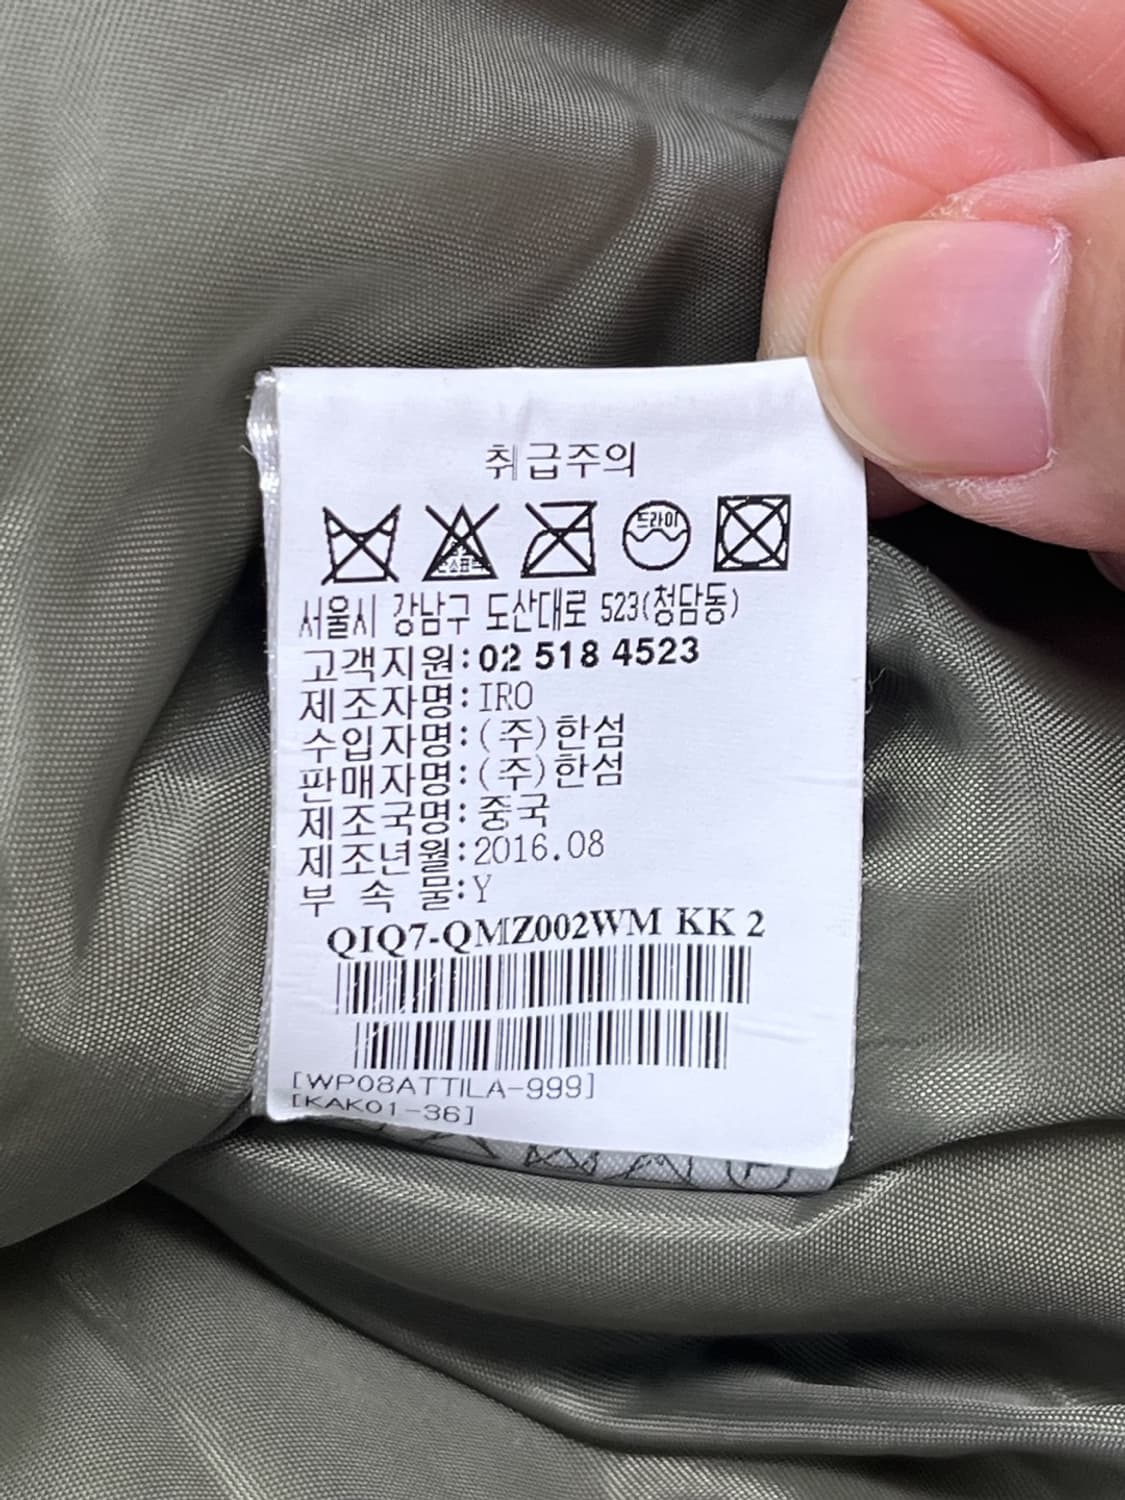 취급주의
드라이
서울시 강남구 도산대로 523(청담동)
고객지원:02 518 4523
제조자명:IRO
수입자명:(주)한섬
판매자명:(주)한섬
제조국명:중국
제조년월:2016.08
부 속 물:Y
QIQ7-QMZ002WM KK 2
[WP08ATTILA-999]
[KAK01-36]